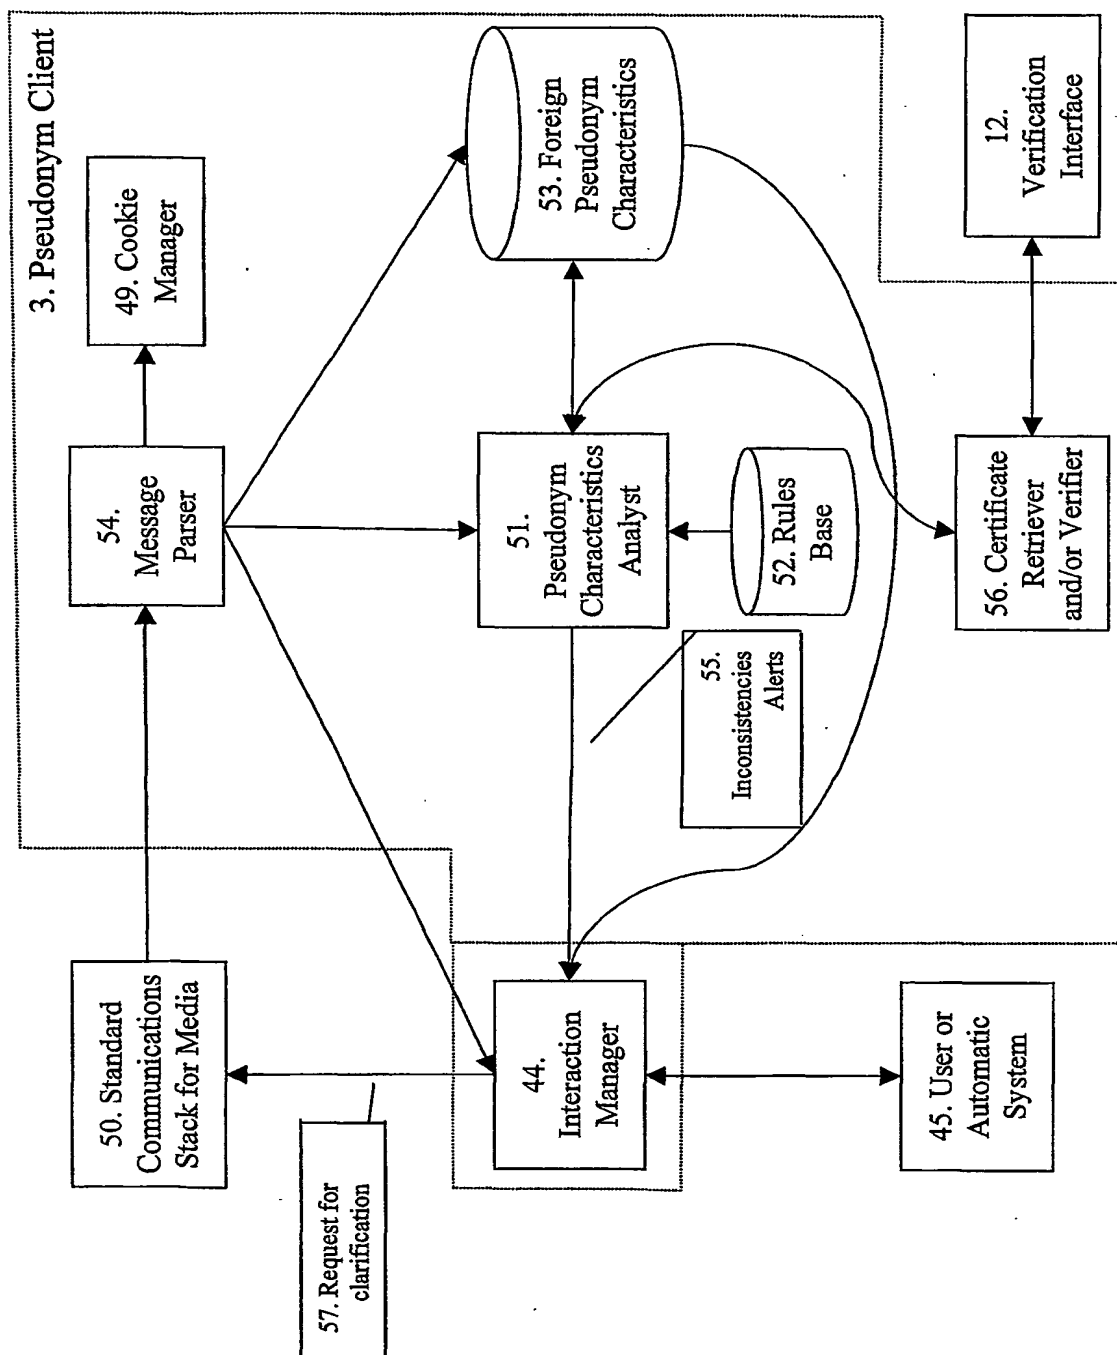 3. Pseudonym Client
50. Standard
Communications
Stack for Media
54.
Message
Parser
49. Cookie
Manager
57. Request for
clarification
44.
Interaction
Manager
51.
Pseudonym
Characteristics
Analyst
53. Foreign
Pseudonym
Characteristics
55.
Inconsistencies
Alerts
52. Rules
Base
45. User or
Automatic
System
56. Certificate
Retriever
and/or Verifier
12.
Verification
Interface